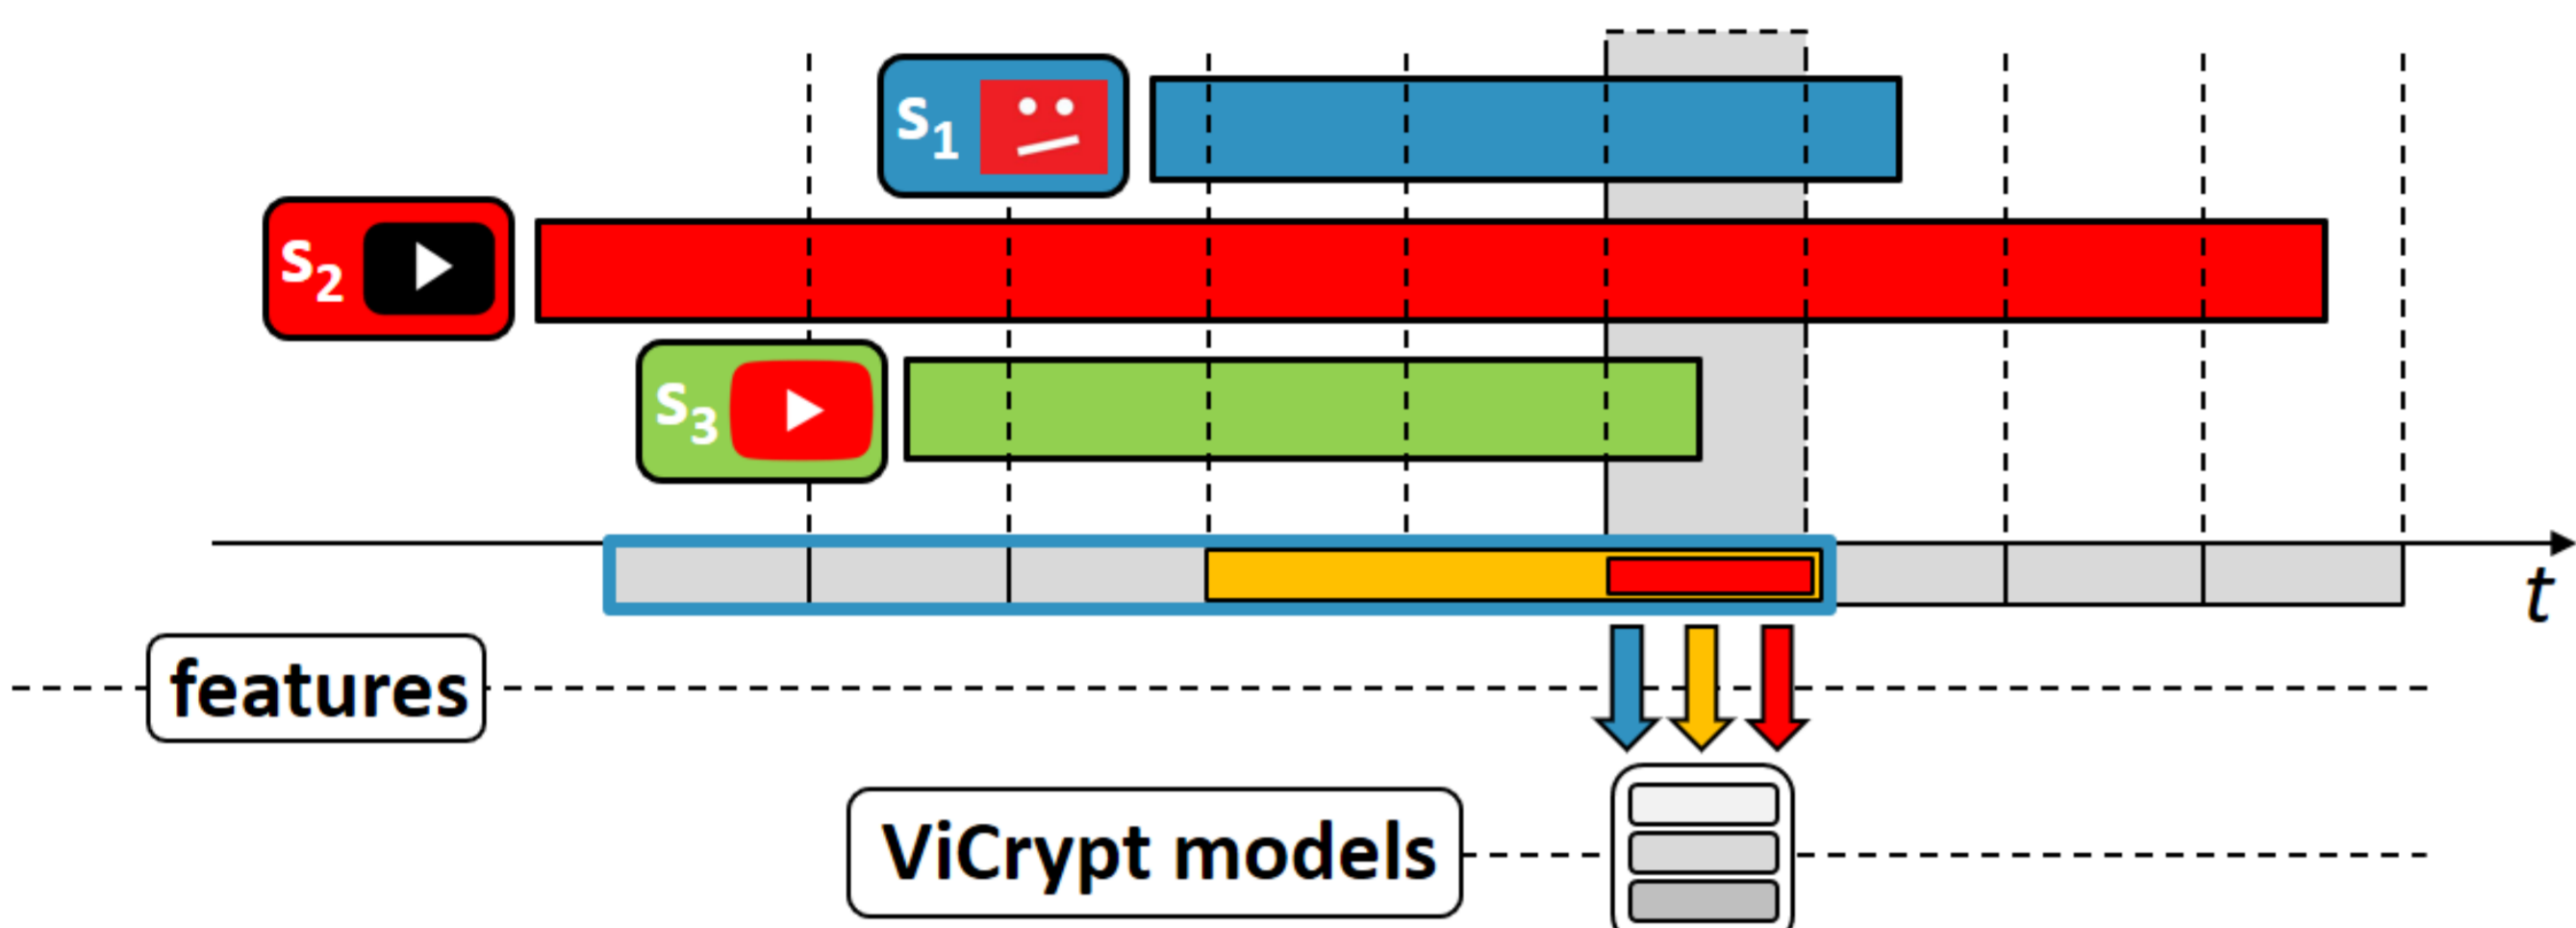 s1
s2
s3
t
features
ViCrypt models